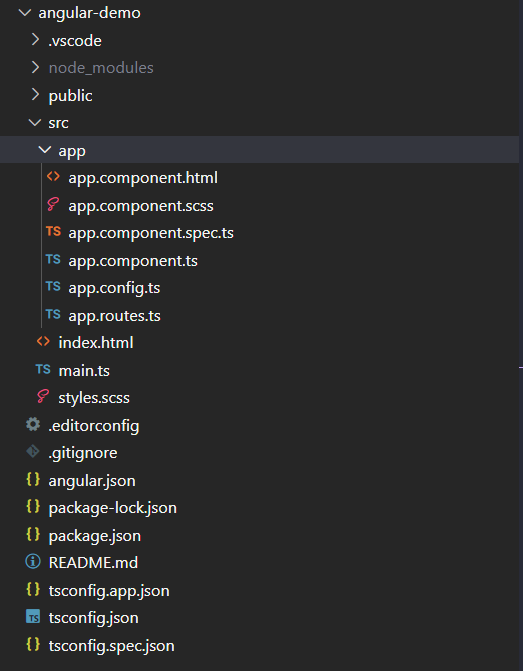 angular-demo
.vscode
node_modules
public
src
app
<> app.component.html
app.component.scss
TS app.component.spec.ts
TS app.component.ts
TS app.config.ts
TS app.routes.ts
<> index.html
TS main.ts
styles.scss
.editorconfig
.gitignore
{} angular.json
{} package-lock.json
{} package.json
README.md
{} tsconfig.app.json
TS tsconfig.json
{} tsconfig.spec.json